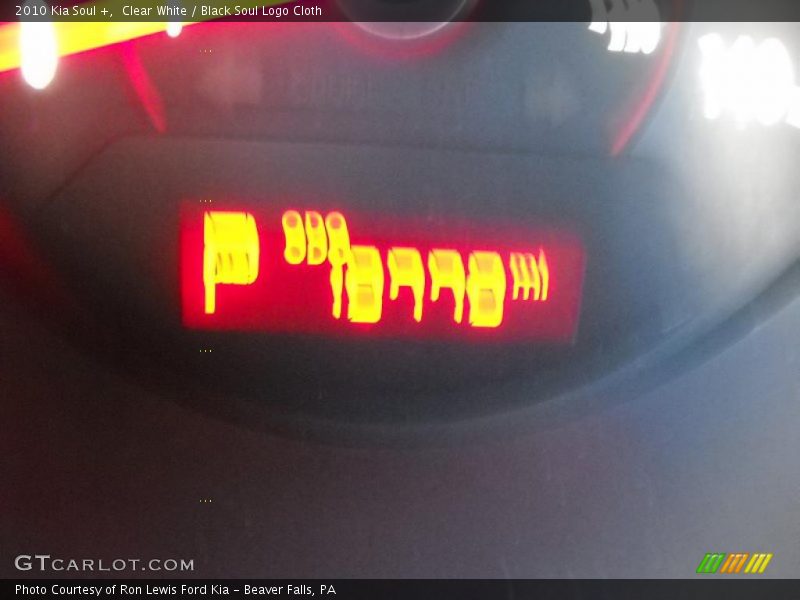 2010 Kia Soul +,  Clear White / Black Soul Logo Cloth
P
GTCARLOT.COM
Photo Courtesy of Ron Lewis Ford Kia - Beaver Falls, PA